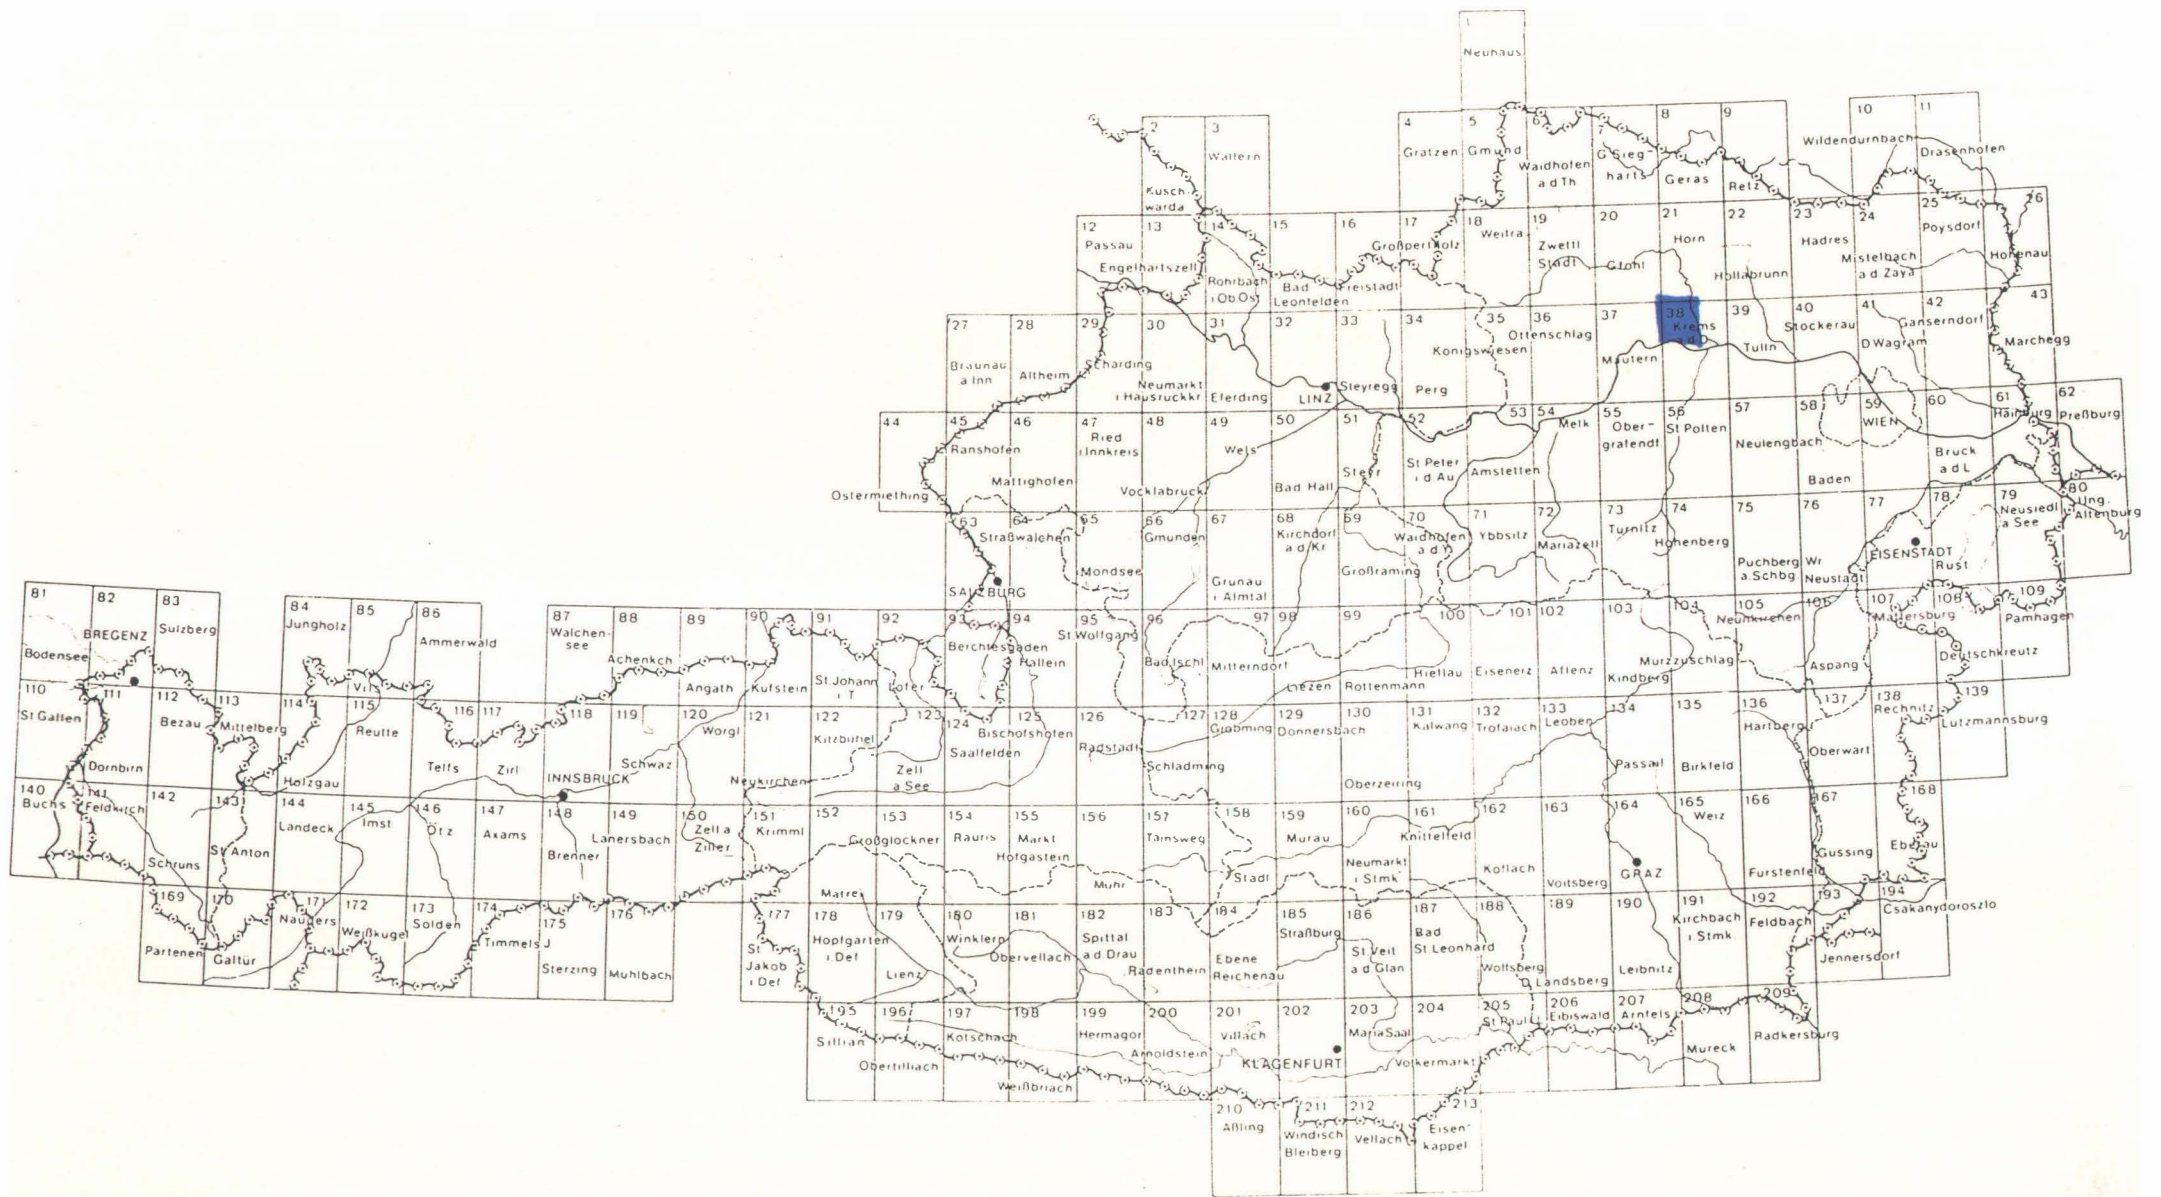 1
Neuhaus
2
Kusch-
warda
3
Wallern
4
Gratzen
5
Gmünd
6
Waidhofen
a d Th
7
G Sieg-
harts
8
Geras
9
Retz
10
Wildendurnbach
11
Drasenhofen
12
Passau
13
Engelhartszell
14
Rohrbach
i Ob Öst
15
Bad
Leonfelden
16
Freistadt
17
Großpertholz
18
Weitra
19
Zwettl
Stadt
20
Gföhl
21
Horn
22
Hollabrunn
23
Hadres
24
Mistelbach
a d Zaya
25
Poysdorf
26
Hohenau
27
Braunau
a Inn
28
Altheim
29
Schärding
30
Neumarkt
i Hausruckkr
31
Eferding
32
LINZ
33
Steyregg
34
Perg
35
Königswiesen
36
Ottenschlag
37
Mautern
38
Krems
a d D
39
Tulln
40
Stockerau
41
D Wagram
42
Gänserndorf
43
Marchegg
44
Ostermiething
45
Ranshofen
46
Mattighofen
47
Ried
i Innkreis
48
Vöcklabruck
49
Wels
50
Bad Hall
51
Steyr
52
St Peter
i d Au
53
Amstetten
54
Melk
55
Ober-
grafendf
56
St Pölten
57
Neulengbach
58
Baden
59
WIEN
60
Bruck
a d L
61
Hainburg
62
Preßburg
63
SALZBURG
64
Straßwalchen
65
Mondsee
66
Gmunden
67
Grünau
i Almtal
68
Kirchdorf
a d Kr
69
Großraming
70
Waidhofen
a d Y
71
Ybbsitz
72
Mariazell
73
Türnitz
74
Hohenberg
75
Puchberg
a.Schbg
76
Wr
Neustadt
77
EISENSTADT
78
Rust
79
Neusiedl
a See
80
Ung.
Altenburg
81
Bodensee
82
BREGENZ
83
Sulzberg
84
Jungholz
85
Vils
86
Ammerwald
87
Walchen-
see
88
Achenkch
89
Angath
90
Kufstein
91
St.Johann
i T
92
Lofer
93
Berchtesgaden
94
Hallein
95
St.Wolfgang
96
Bad Ischl
97
Mitterndorf
98
Liezen
99
Rottenmann
100
Hieflau
101
Eisenerz
102
Aflenz
103
Kindberg
104
Mürzzuschlag
105
Neunkirchen
106
Aspang
107
Mattersburg
108
Deutschkreutz
109
Pamhagen
110
St Gallen
111
Dornbirn
112
Bezau
113
Mittelberg
114
Holzgau
115
Reutte
116
Telfs
117
Zirl
118
INNSBRUCK
119
Schwaz
120
Wörgl
121
Neukirchen
122
Kitzbühel
123
Zell
a See
124
Saalfelden
125
Bischofshofen
126
Radstadt
127
Schladming
128
Gröbming
129
Donnersbach
130
Oberzeiring
131
Kalwang
132
Trofaiach
133
Leoben
134
Passail
135
Birkfeld
136
Hartberg
137
Oberwart
138
Rechnitz
139
Lutzmannsburg
140
Buchs
141
Feldkirch
142
Schruns
143
St Anton
144
Landeck
145
Imst
146
Ötz
147
Axams
148
Brenner
149
Lanersbach
150
Zell a
Ziller
151
Krimml
152
Matrei
153
Großglockner
154
Rauris
155
Markt
Hofgastein
156
Muhr
157
Tamsweg
158
Stadl
159
Murau
160
Neumarkt
i Stmk
161
Knittelfeld
162
Köflach
163
Voitsberg
164
GRAZ
165
Weiz
166
Fürstenfeld
167
Güssing
168
Eberau
169
Partenen
170
Galtür
171
Nauders
172
Weißkugel
173
Sölden
174
Timmels J
175
Sterzing
176
Mühlbach
177
St
Jakob
i Def
178
Hopfgarten
i Def
179
Lienz
180
Winklern
181
Obervellach
182
Spittal
a d Drau
183
Radenthein
184
Ebene
Reichenau
185
Straßburg
186
St Veit
a d Glan
187
Bad
St Leonhard
188
Wolfsberg
189
D Landsberg
190
Leibnitz
191
Kirchbach
i Stmk
192
Feldbach
193
Jennersdorf
194
Csakanydoroszlo
195
Sillian
196
Obertilliach
197
Kötschach
198
Weißbriach
199
Hermagor
200
Arnoldstein
201
Villach
202
KLAGENFURT
203
Maria Saal
204
Völkermarkt
205
St Paul i L
206
Eibiswald
207
Arnfels
208
Mureck
209
Radkersburg
210
Aßling
211
Windisch
Bleiberg
212
Vellach
213
Eisen-
kappel